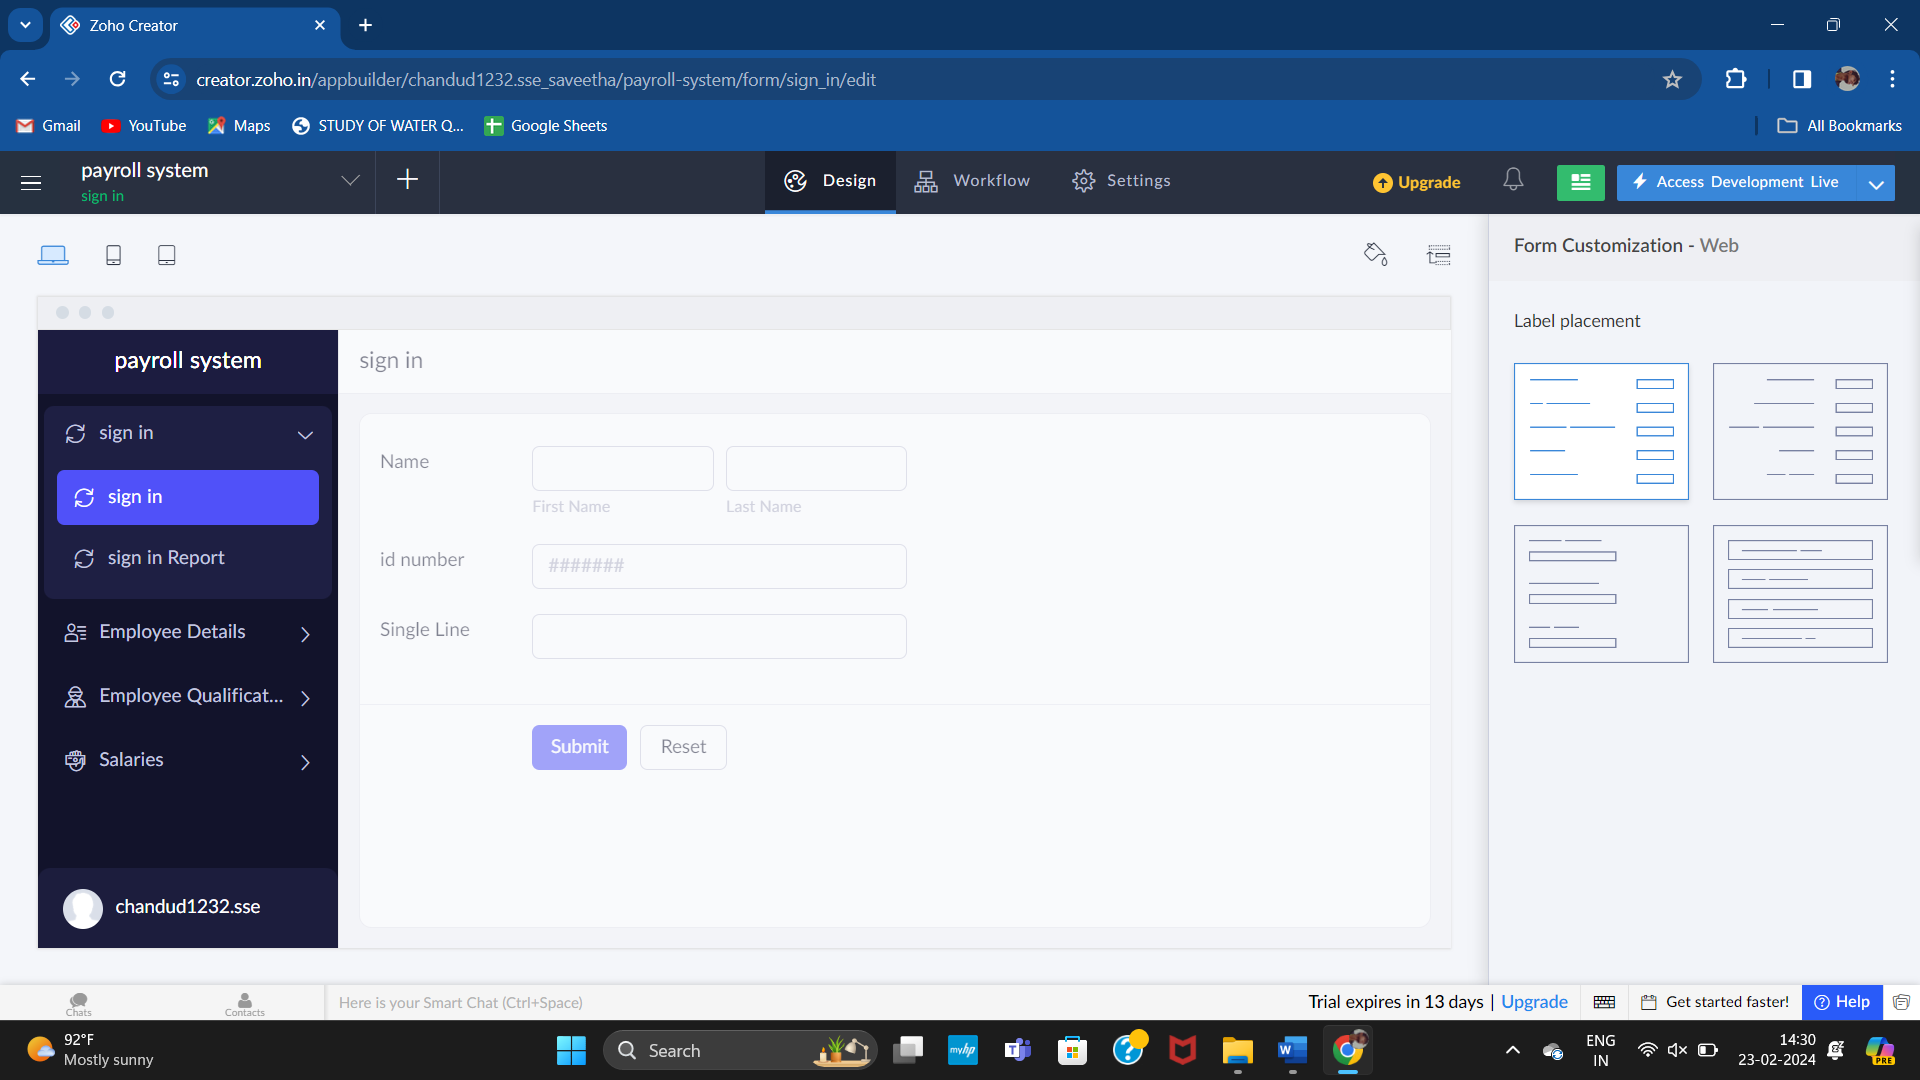 Zoho Creator
creator.zoho.in/appbuilder/chandud1232.sse_saveetha/payroll-system/form/sign_in/edit
Gmail YouTube Maps STUDY OF WATER Q... Google Sheets All Bookmarks
payroll system
sign in
Design Workflow Settings Upgrade Access Development Live
Form Customization - Web
Label placement
payroll system
sign in
sign in
sign in Report
Employee Details
Employee Qualificat...
Salaries
chandud1232.sse
sign in
Name
First Name Last Name
id number #######
Single Line
Submit Reset
Chats Contacts Here is your Smart Chat (Ctrl+Space) Trial expires in 13 days | Upgrade Get started faster! Help
92°F
Mostly sunny
Search
myhp
T
?
W
PRE
ENG
IN
14:30
23-02-2024